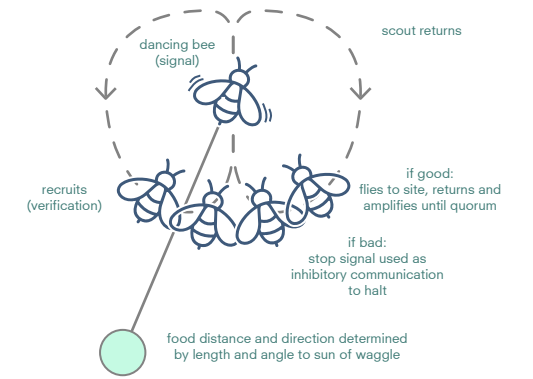 scout returns
dancing bee
(signal)
recruits
(verification)
if good:
flies to site, returns and
amplifies until quorum
if bad:
stop signal used as
inhibitory communication
to halt
food distance and direction determined
by length and angle to sun of waggle